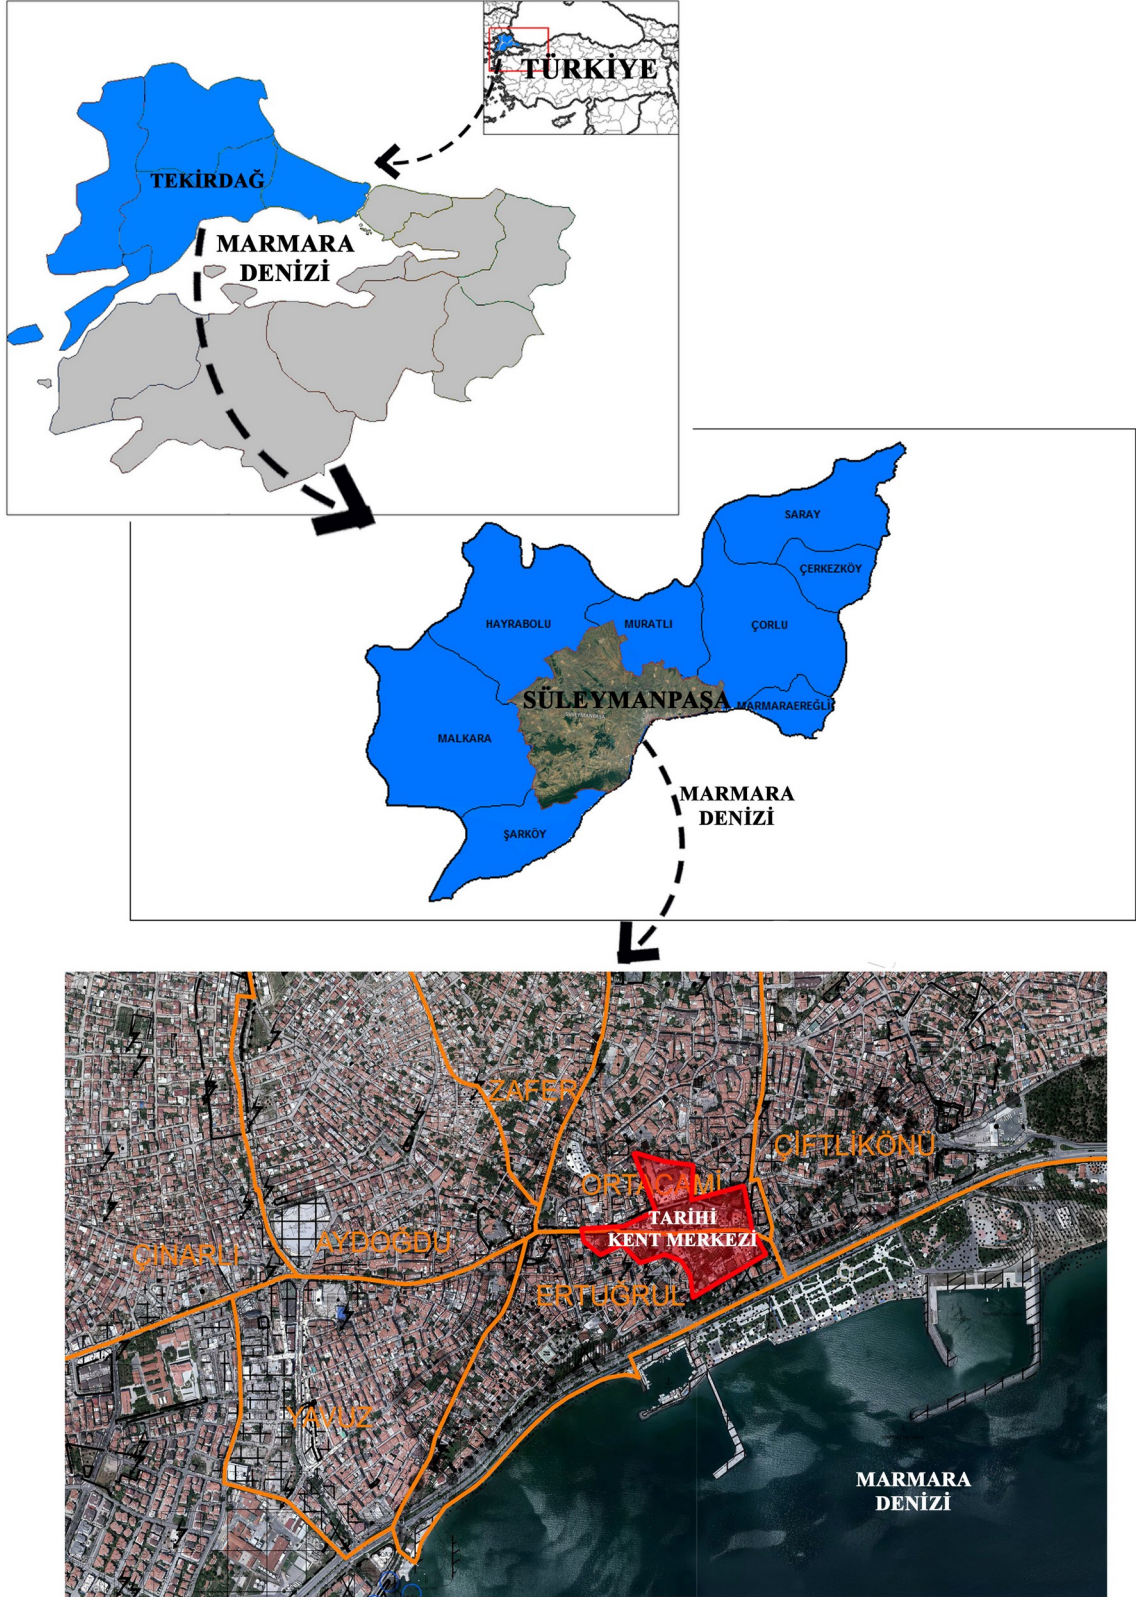 TÜRKİYE
TEKİRDAĞ
MARMARA
DENİZİ
SARAY
ÇERKEZKÖY
HAYRABOLU
MURATLI
ÇORLU
SÜLEYMANPAŞA
MARMARAEREĞLİ
SÜLEYMANPAŞA
MALKARA
MARMARA
DENİZİ
ŞARKÖY
ZAFER
ÇİFTLİKÖNÜ
ORTACAMİ
TARİHİ
KENT MERKEZİ
AYDOĞDU
ÇINARLI
ERTUĞRUL
YAVUZ
MARMARA
DENİZİ